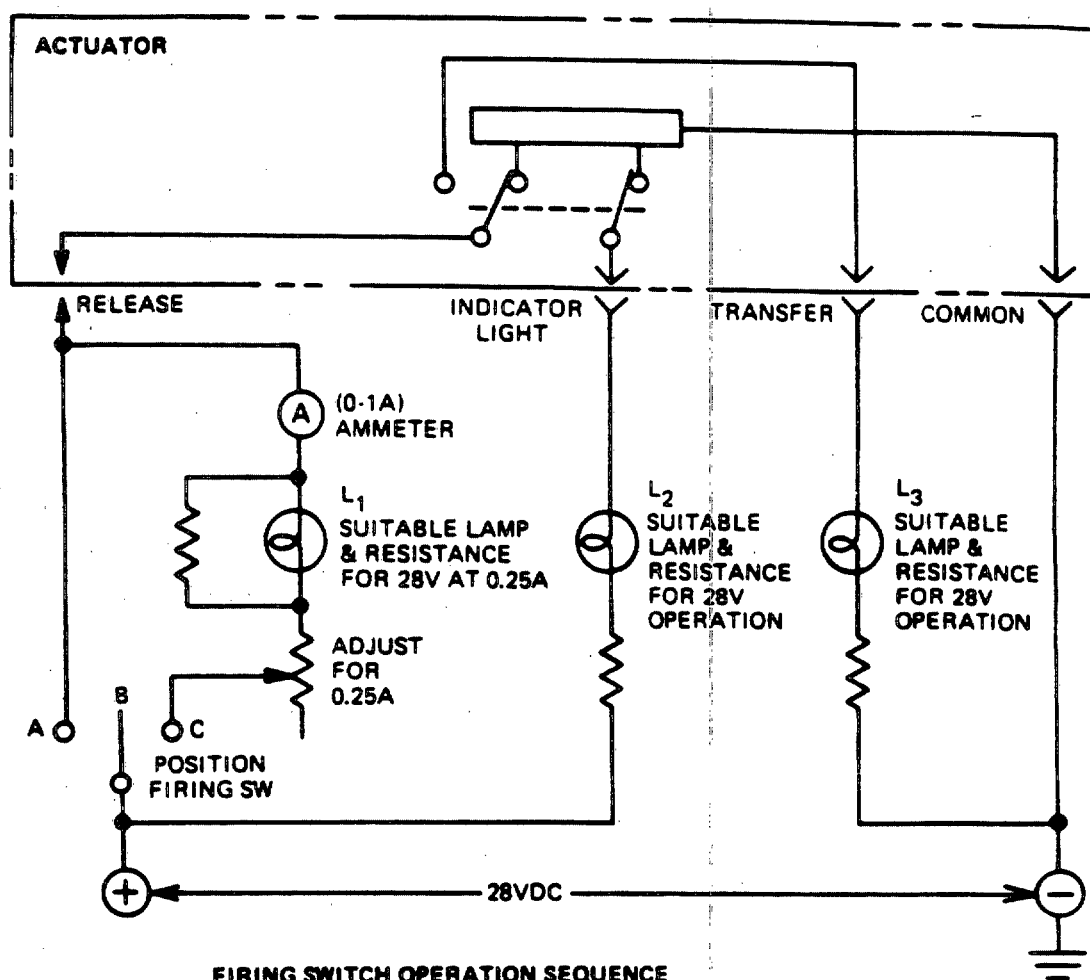 ACTUATOR
RELEASE
INDICATOR
LIGHT
TRANSFER
COMMON
A
(0-1A)
AMMETER
L1
SUITABLE LAMP
& RESISTANCE
FOR 28V AT 0.25A
L2
SUITABLE
LAMP &
RESISTANCE
FOR 28V
OPERATION
L3
SUITABLE
LAMP &
RESISTANCE
FOR 28V
OPERATION
ADJUST
FOR
0.25A
A
B
C
POSITION
FIRING SW
+
28VDC
−
FIRING SWITCH OPERATION SEQUENCE